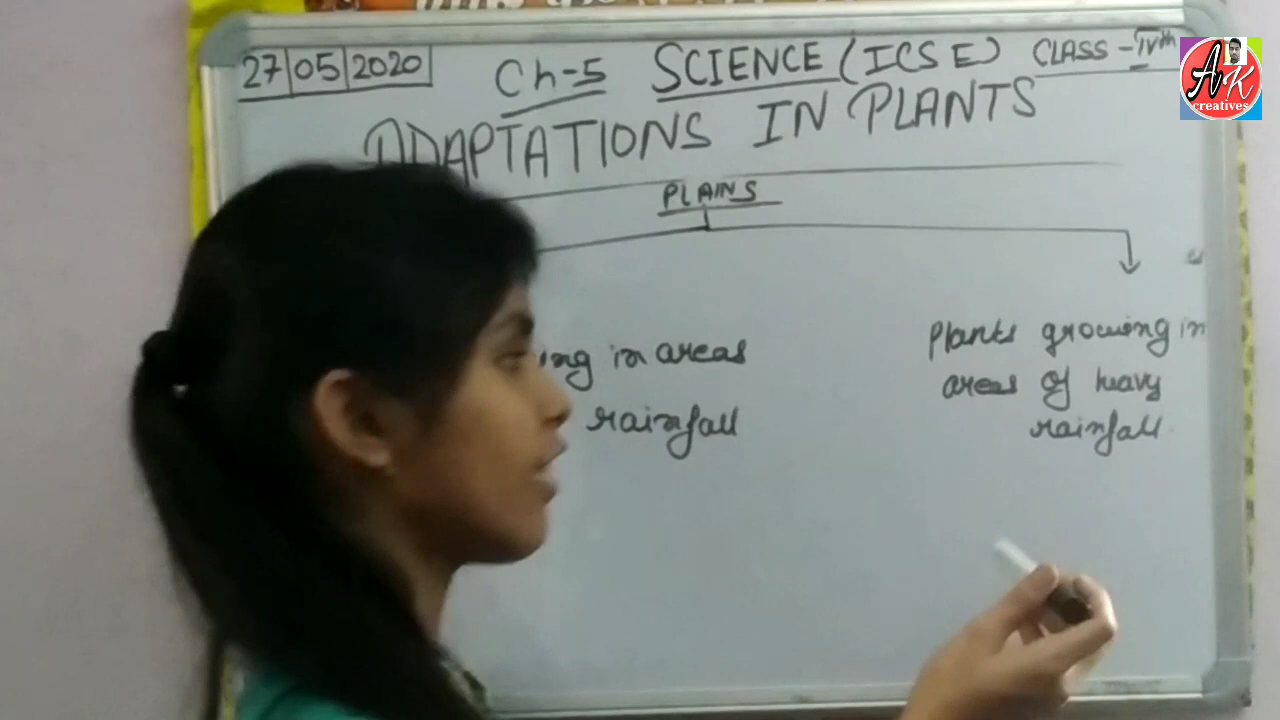 27 05 2020 Ch-5 SCIENCE (ICSE) CLASS - IVth
ADAPTATIONS IN PLANTS
PLAINS
ing in areas
rainfall
Plants growing in
areas of heavy
rainfall
AK
creatives